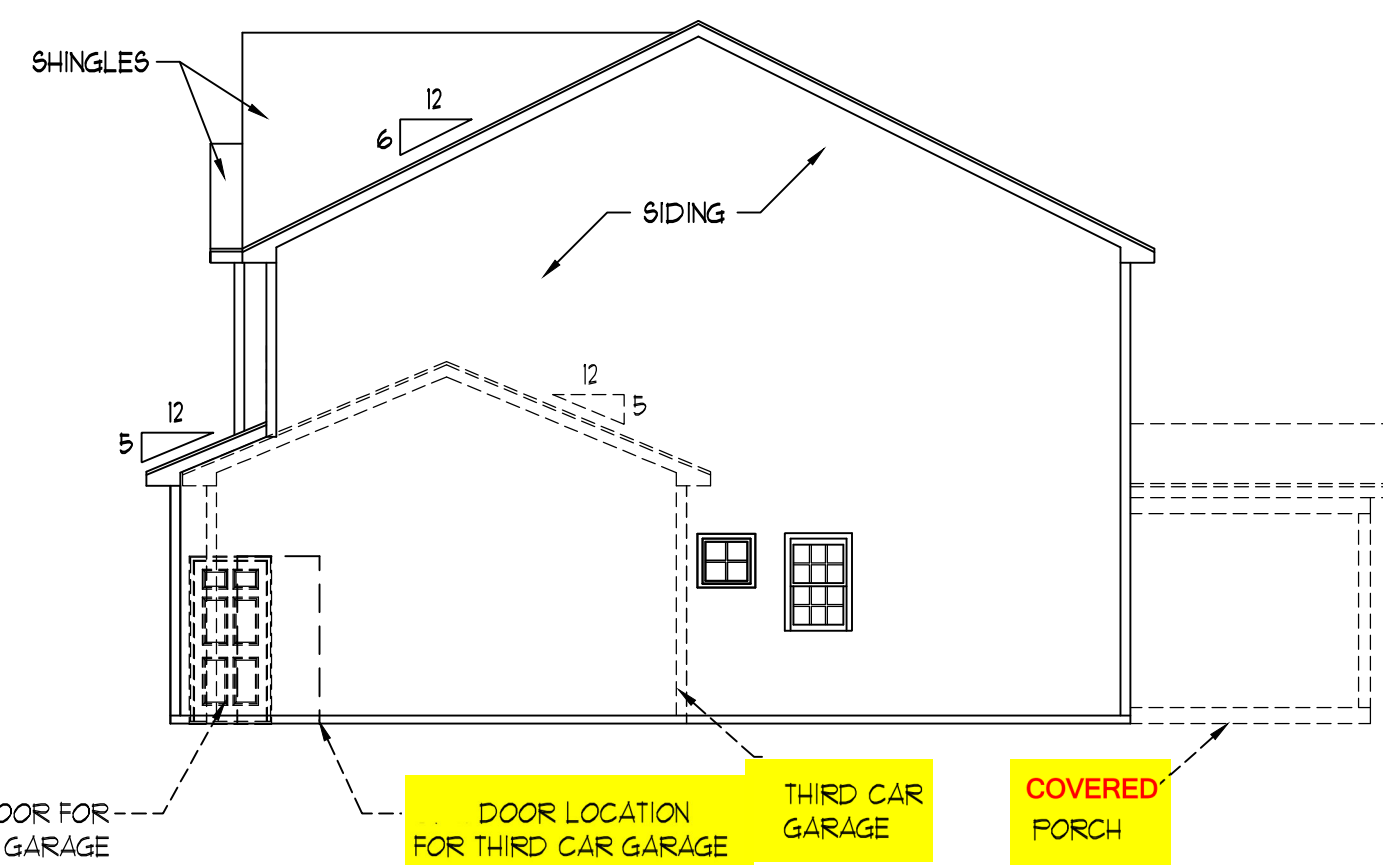 SHINGLES
12
6
SIDING
12
5
12
5
DOOR FOR
GARAGE
DOOR LOCATION
FOR THIRD CAR GARAGE
THIRD CAR
GARAGE
COVERED
PORCH